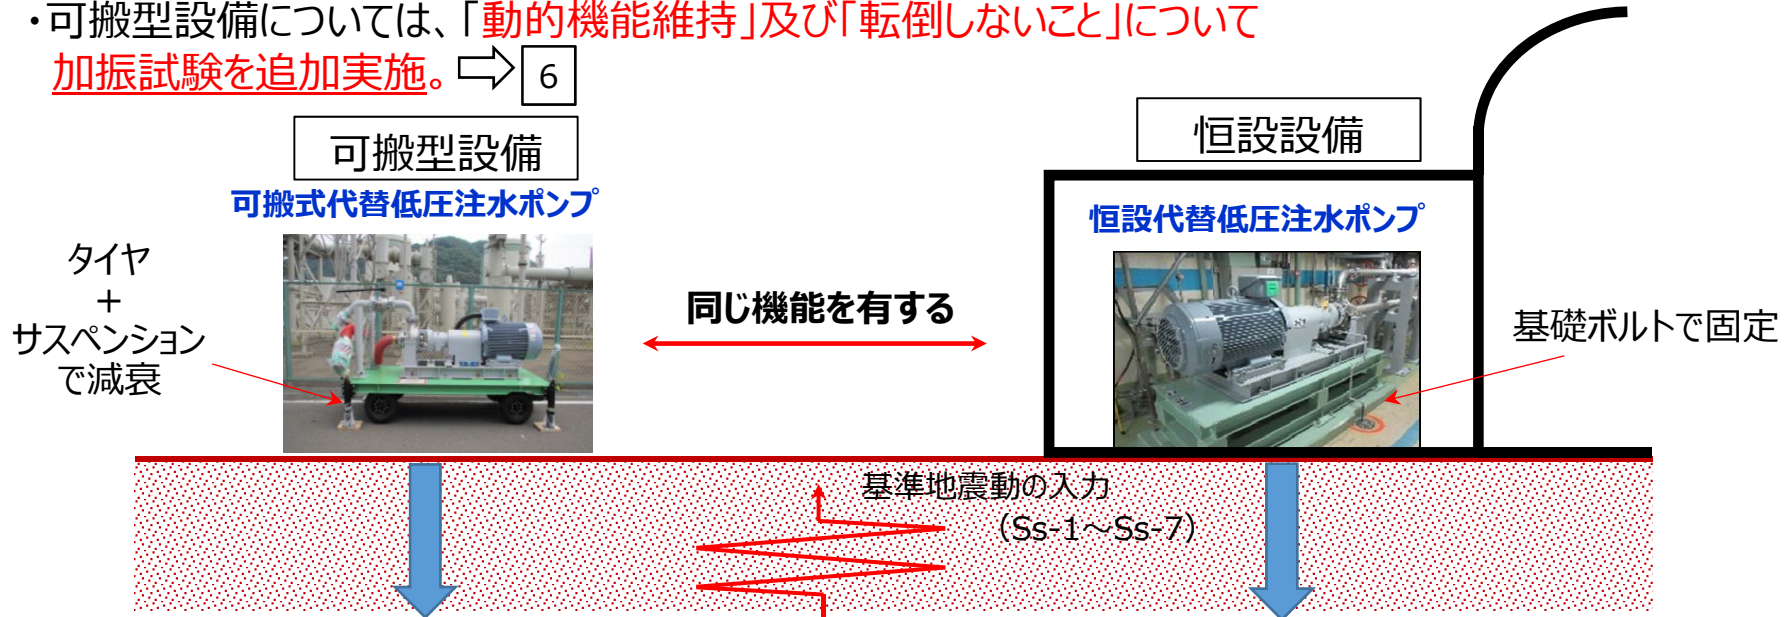 ・可搬型設備については、「動的機能維持」及び「転倒しないこと」について
加振試験を追加実施。⇨ 6
可搬型設備
可搬式代替低圧注水ポンプ
タイヤ
＋
サスペンション
で減衰
同じ機能を有する
恒設設備
恒設代替低圧注水ポンプ
基礎ボルトで固定
基準地震動の入力
（Ss-1～Ss-7）